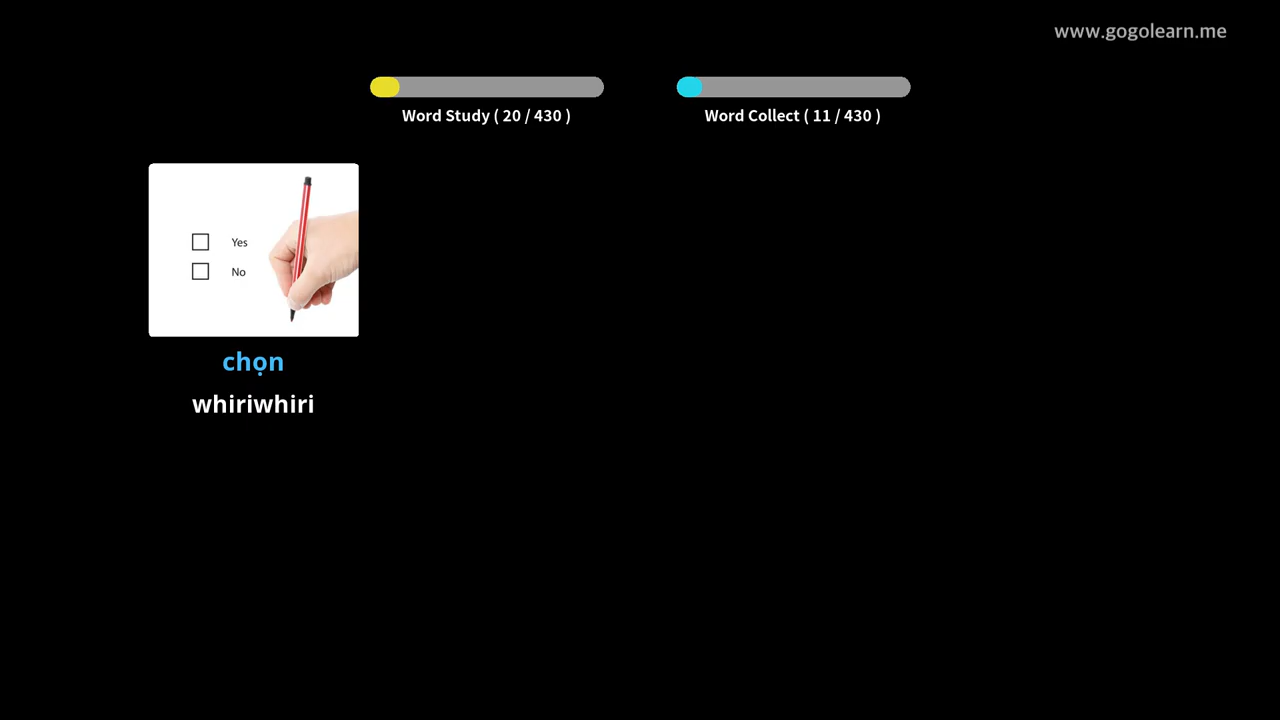 www.gogolearn.me
Word Study ( 20 / 430 )
Word Collect ( 11 / 430 )
Yes
No
chọn
whiriwhiri